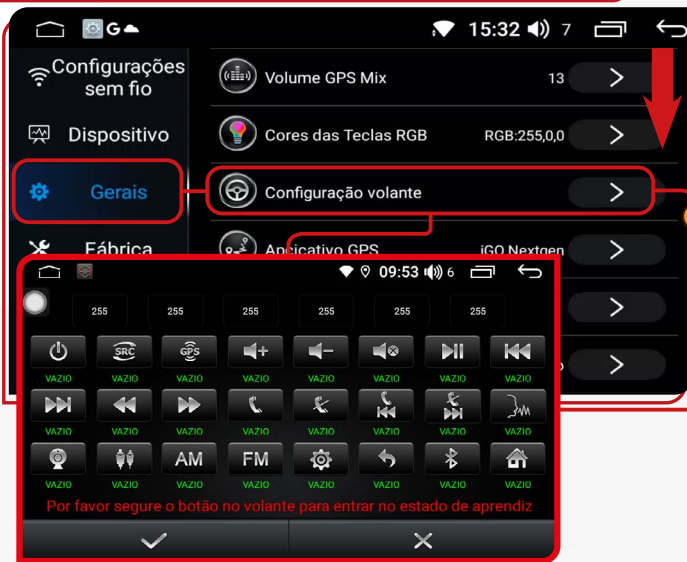 G
15:32
7
Configurações
sem fio
Volume GPS Mix
13
Dispositivo
Cores das Teclas RGB
RGB:255,0,0
Gerais
Configuração volante
Fábrica
iGO Nextgen
09:53
6
255 255 255 255 255 255
SRC GPS
VAZIO VAZIO VAZIO VAZIO VAZIO VAZIO VAZIO VAZIO
VAZIO VAZIO VAZIO VAZIO VAZIO VAZIO VAZIO VAZIO
AM FM
VAZIO VAZIO VAZIO VAZIO VAZIO VAZIO VAZIO VAZIO
Por favor segure o botão no volante para entrar no estado de aprendiz